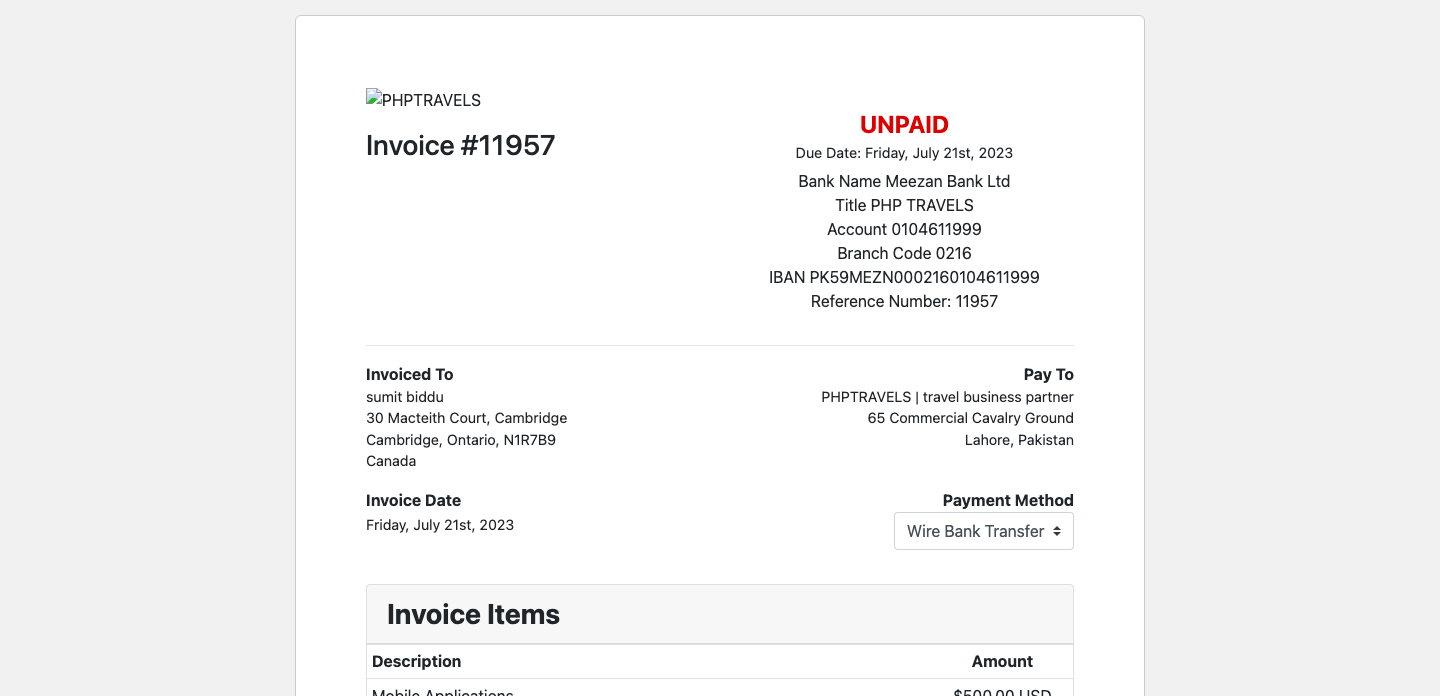 PHPTRAVELS
Invoice #11957
UNPAID
Due Date: Friday, July 21st, 2023
Bank Name Meezan Bank Ltd
Title PHP TRAVELS
Account 0104611999
Branch Code 0216
IBAN PK59MEZN0002160104611999
Reference Number: 11957
Invoiced To
sumit biddu
30 Macteith Court, Cambridge
Cambridge, Ontario, N1R7B9
Canada
Pay To
PHPTRAVELS | travel business partner
65 Commercial Cavalry Ground
Lahore, Pakistan
Invoice Date
Friday, July 21st, 2023
Payment Method
Wire Bank Transfer
Invoice Items
Description Amount
Mobile Applications $500.00 USD